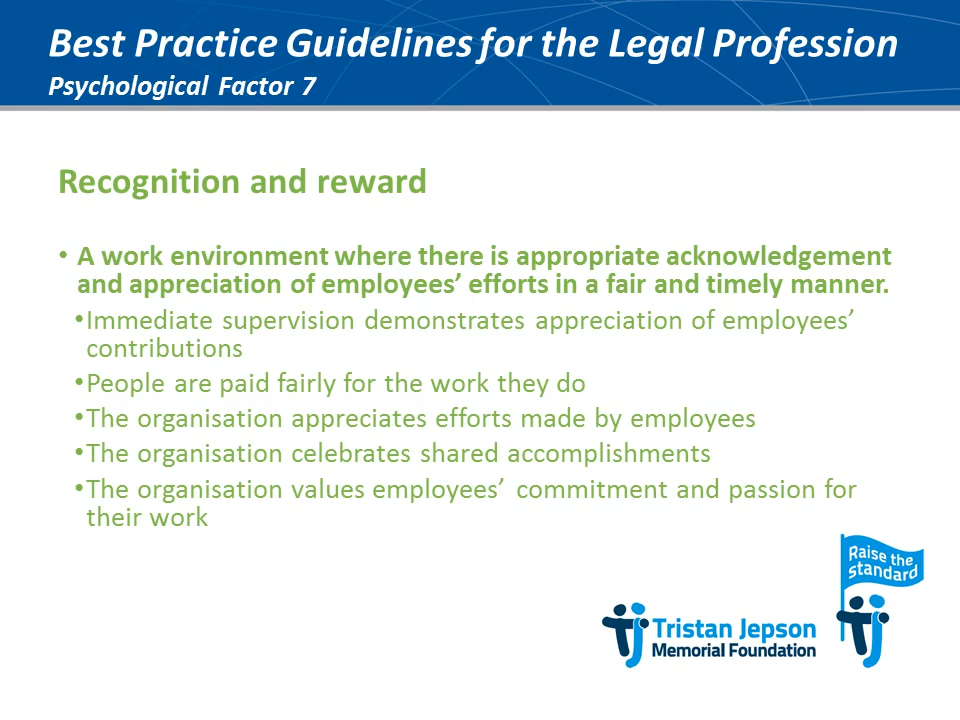 Best Practice Guidelines for the Legal Profession
Psychological Factor 7
Recognition and reward
• A work environment where there is appropriate acknowledgement
and appreciation of employees’ efforts in a fair and timely manner.
•Immediate supervision demonstrates appreciation of employees’
contributions
•People are paid fairly for the work they do
•The organisation appreciates efforts made by employees
•The organisation celebrates shared accomplishments
•The organisation values employees’ commitment and passion for
their work
Raise the
standard
Tristan Jepson
Memorial Foundation